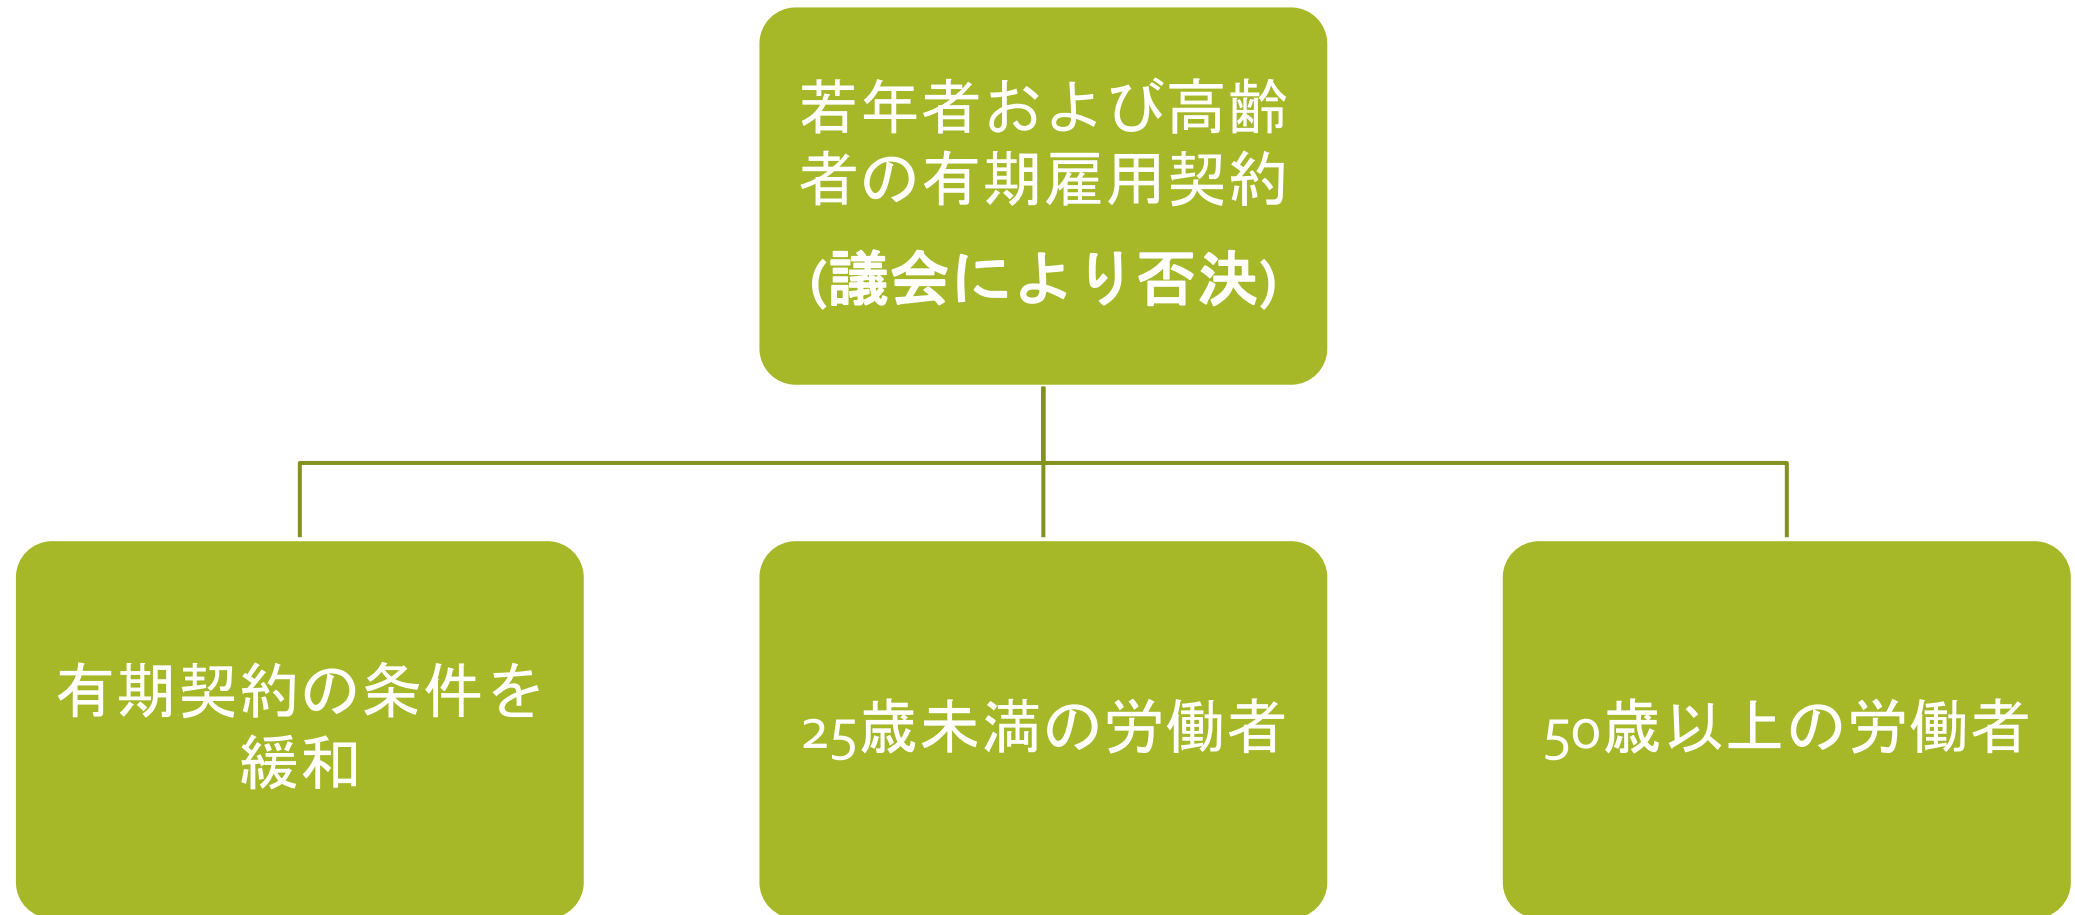 若年者および高齢
者の有期雇用契約
(議会により否決)
有期契約の条件を
緩和
25歳未満の労働者
50歳以上の労働者